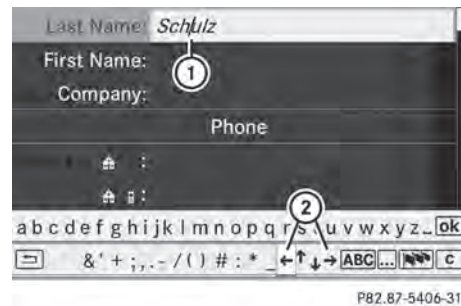 Last Name: Schulz
1
First Name:
Company:
Phone
:
:
2
a b c d e f g h i j k l m n o p q r s u v w x y z _ ok
& ' + ; , . - / ( ) # : * _ ← ↑ ↓ → ABC ... c
P82.87-5406-31